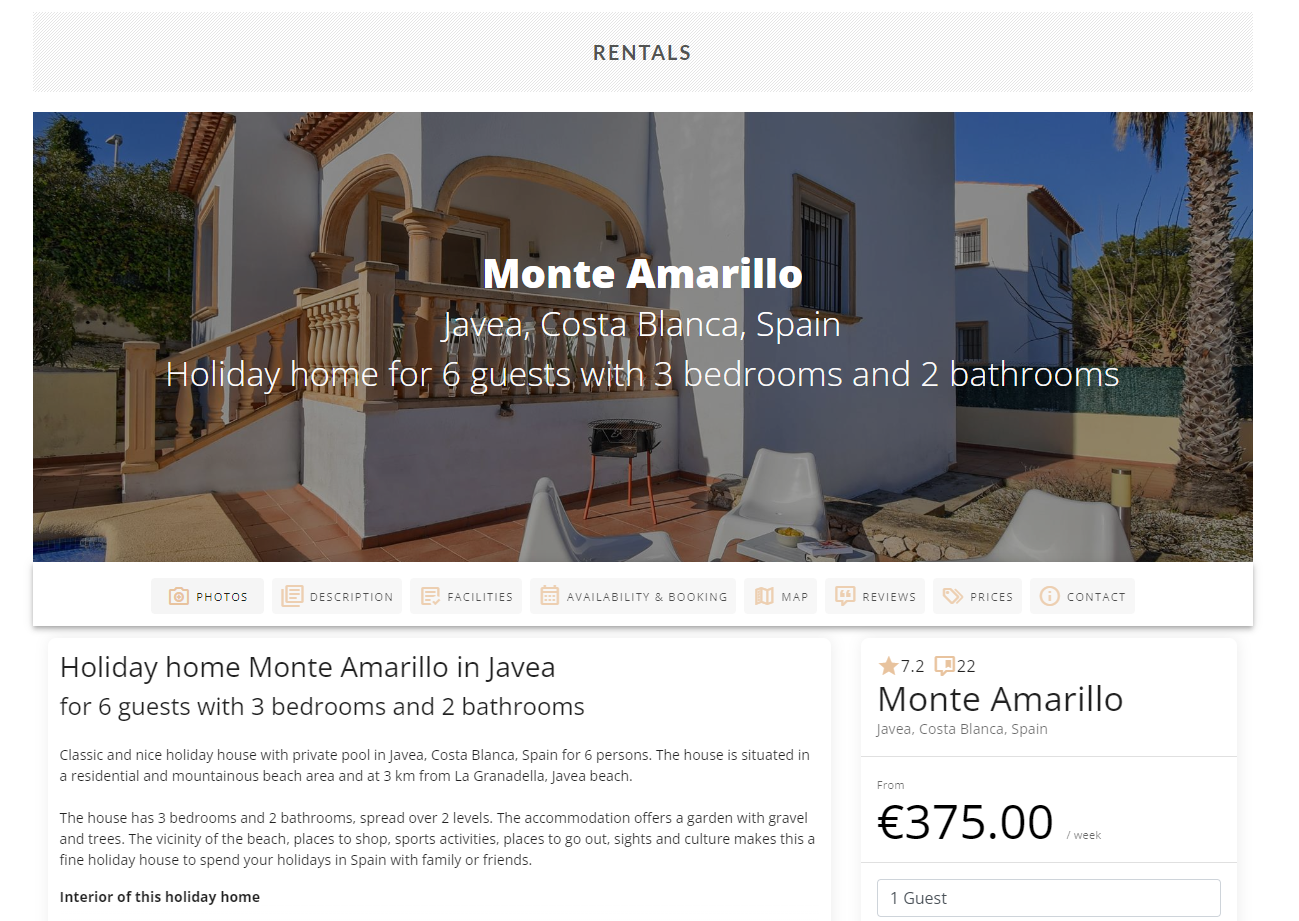 RENTALS
Monte Amarillo
Javea, Costa Blanca, Spain
Holiday home for 6 guests with 3 bedrooms and 2 bathrooms
PHOTOS
DESCRIPTION
FACILITIES
AVAILABILITY & BOOKING
MAP
REVIEWS
PRICES
CONTACT
Holiday home Monte Amarillo in Javea
for 6 guests with 3 bedrooms and 2 bathrooms
Classic and nice holiday house with private pool in Javea, Costa Blanca, Spain for 6 persons. The house is situated in
a residential and mountainous beach area and at 3 km from La Granadella, Javea beach.
The house has 3 bedrooms and 2 bathrooms, spread over 2 levels. The accommodation offers a garden with gravel
and trees. The vicinity of the beach, places to shop, sports activities, places to go out, sights and culture makes this a
fine holiday house to spend your holidays in Spain with family or friends.
Interior of this holiday home
7.2 22
Monte Amarillo
Javea, Costa Blanca, Spain
From
€375.00 / week
1 Guest